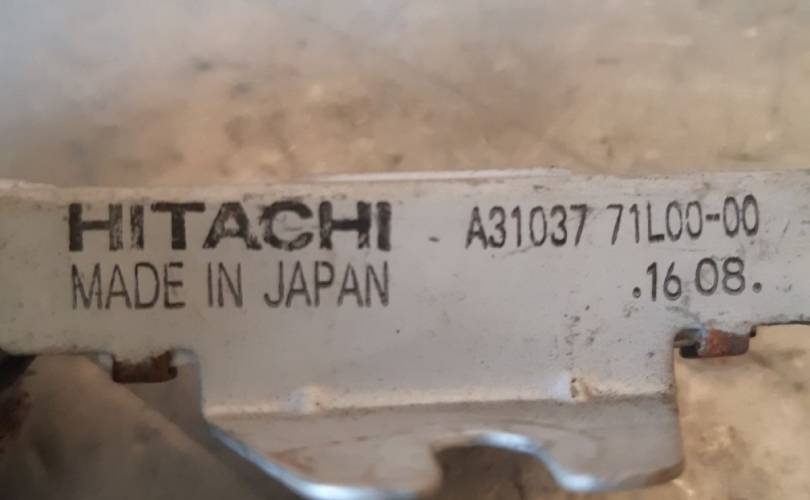 HITACHI - A31037 71L00-00
MADE IN JAPAN .16 08.